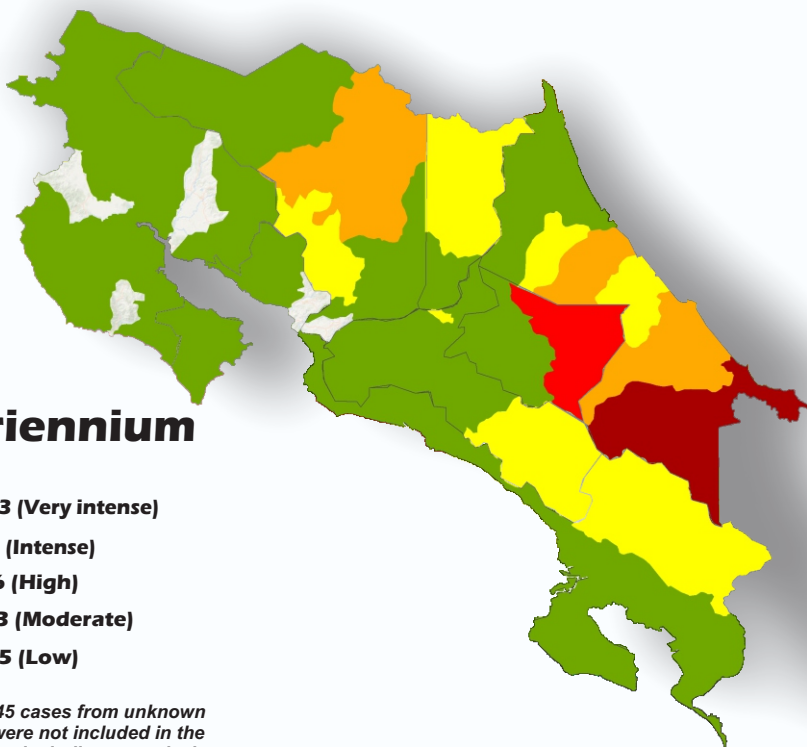 riennium
3 (Very intense)
(Intense)
6 (High)
3 (Moderate)
5 (Low)
45 cases from unknown
were not included in the